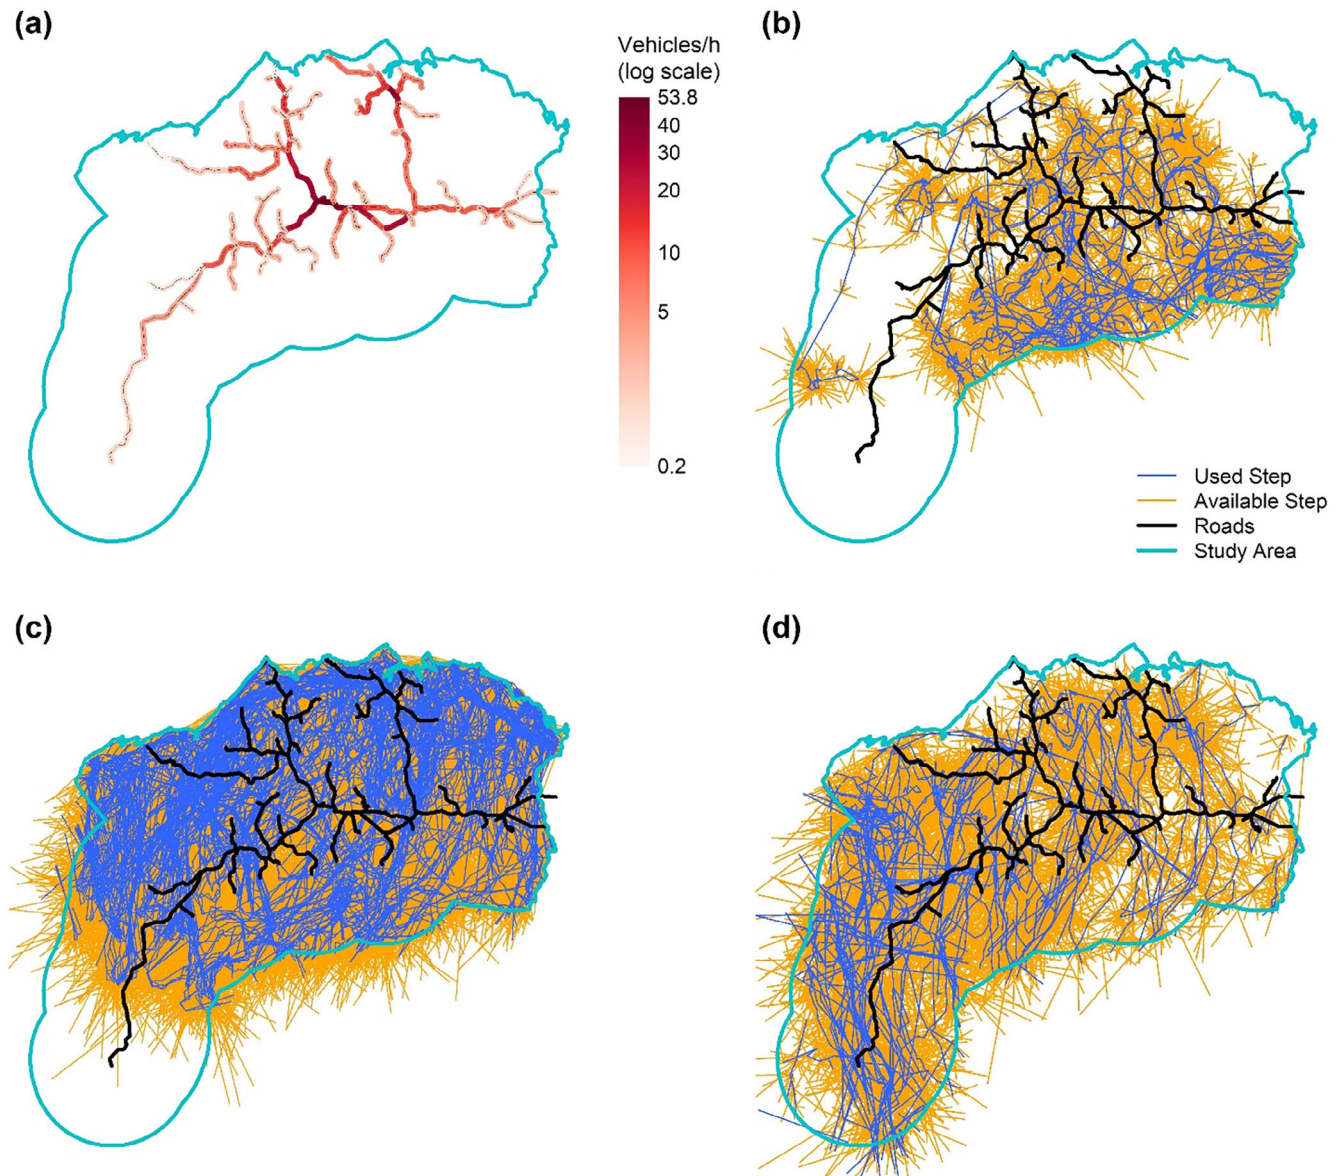 (a)
Vehicles/h
(log scale)
53.8
40
30
20
10
5
0.2
(b)
Used Step
Available Step
Roads
Study Area
(c)
(d)